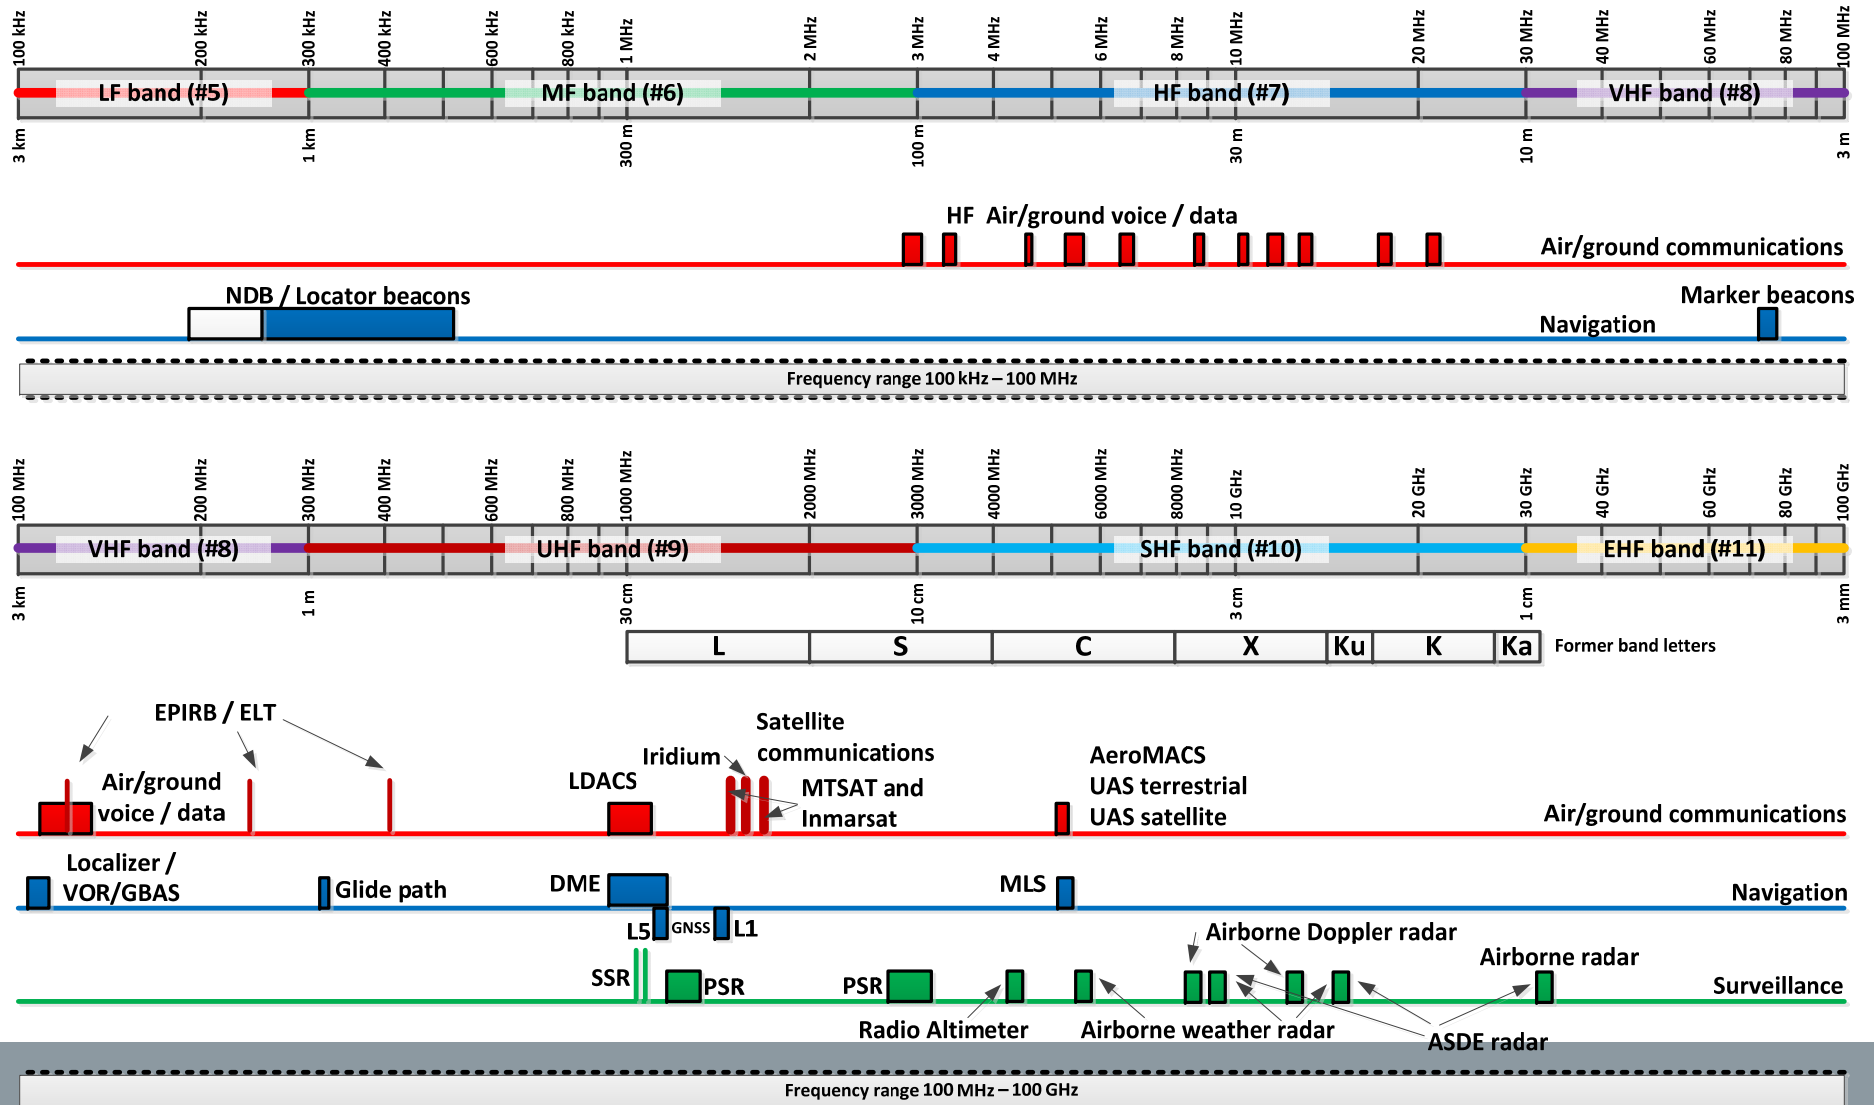 100 kHz
200 kHz
300 kHz
400 kHz
600 kHz
800 kHz
1 MHz
2 MHz
3 MHz
4 MHz
6 MHz
8 MHz
10 MHz
20 MHz
30 MHz
40 MHz
60 MHz
80 MHz
100 MHz
LF band (#5)
MF band (#6)
HF band (#7)
VHF band (#8)
3 km
1 km
300 m
100 m
30 m
10 m
3 m
HF Air/ground voice / data
Air/ground communications
NDB / Locator beacons
Marker beacons
Navigation
Frequency range 100 kHz – 100 MHz
100 MHz
200 MHz
300 MHz
400 MHz
600 MHz
800 MHz
1000 MHz
2000 MHz
3000 MHz
4000 MHz
6000 MHz
8000 MHz
10 GHz
20 GHz
30 GHz
40 GHz
60 GHz
80 GHz
100 GHz
VHF band (#8)
UHF band (#9)
SHF band (#10)
EHF band (#11)
3 km
1 m
30 cm
10 cm
3 cm
1 cm
3 mm
L
S
C
X
Ku
K
Ka
Former band letters
EPIRB / ELT
Air/ground
voice / data
LDACS
Iridium
Satellite
communications
MTSAT and
Inmarsat
AeroMACS
UAS terrestrial
UAS satellite
Air/ground communications
Localizer /
VOR/GBAS
Glide path
DME
MLS
Navigation
L5
GNSS
L1
Airborne Doppler radar
Airborne radar
SSR
PSR
PSR
Surveillance
Radio Altimeter
Airborne weather radar
ASDE radar
Frequency range 100 MHz – 100 GHz